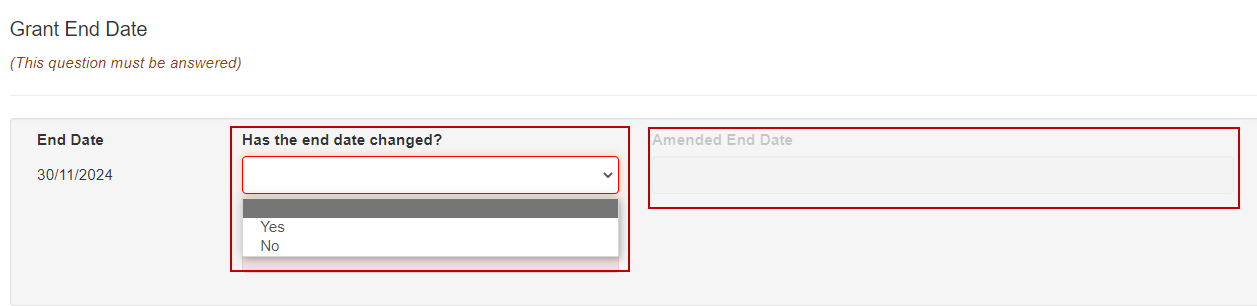 Grant End Date
(This question must be answered)
End Date
Has the end date changed?
Amended End Date
30/11/2024
Yes
No